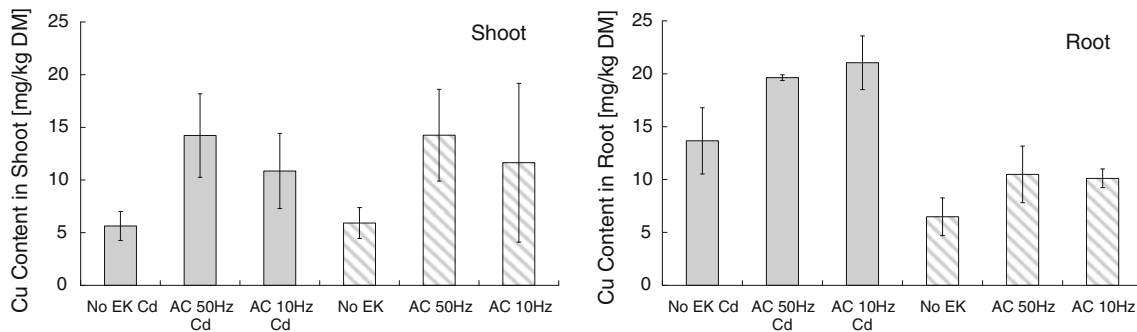 Cu Content in Shoot [mg/kg DM]
25
20
15
10
5
0
Shoot
No EK Cd
AC 50Hz
Cd
AC 10Hz
Cd
No EK
AC 50Hz
AC 10Hz
Cu Content in Root [mg/kg DM]
25
20
15
10
5
0
Root
No EK Cd
AC 50Hz
Cd
AC 10Hz
Cd
No EK
AC 50Hz
AC 10Hz